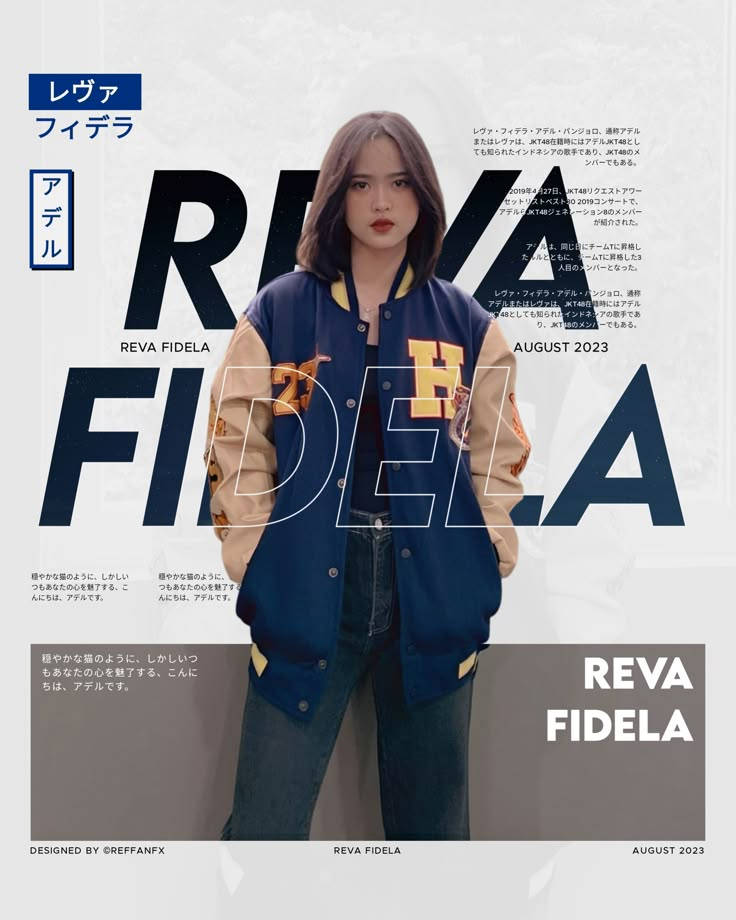 レヴァ
フィデラ
アデル
REVA
レヴァ・フィデラ・アデル・パンジョロ、通称アデル
またはレヴァは、JKT48在籍時にはアデルJKT48とし
ても知られたインドネシアの歌手であり、JKT48のメ
ンバーでもある。
2019年4月27日、JKT48リクエストアワー
セットリストベスト30 2019コンサートで、
アデルらJKT48ジェネレーション8のメンバー
が紹介された。
は、同じ日にチームTに昇格し
とともに、チームTに昇格した3
人目のメンバーとなった。
レヴァ・フィデラ・アデル・パンジョロ、通称
アデルまたはレヴァは、JKT48在籍時にはアデル
JKT48としても知られたインドネシアの歌手であ
り、JKT48のメンバーでもある。
REVA FIDELA
AUGUST 2023
FIDELA
穏やかな猫のように、しかしい
つもあなたの心を魅了する、こ
んにちは、アデルです。
穏やかな猫のように、
つもあなたの心を魅了する
んにちは、アデルです。
穏やかな猫のように、しかしいつ
もあなたの心を魅了する、こんに
ちは、アデルです。
REVA
FIDELA
23
H
DESIGNED BY ©REFFANFX
REVA FIDELA
AUGUST 2023